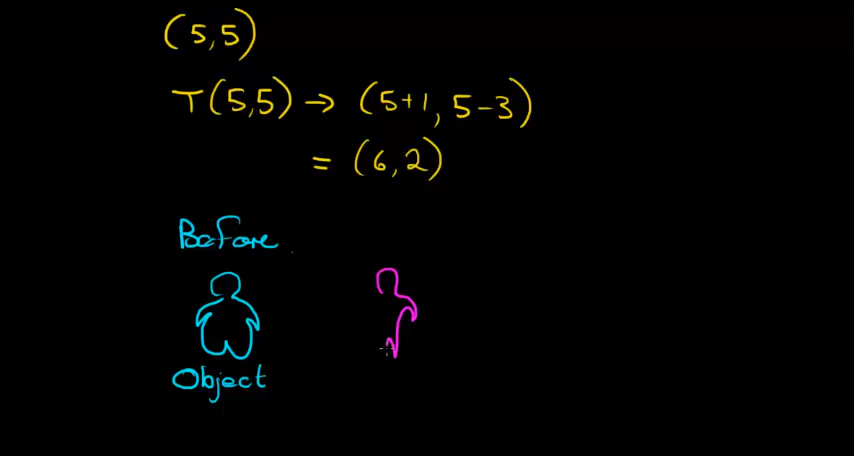 (5,5)
T(5,5) → (5+1, 5-3)
= (6,2)
Before
Object